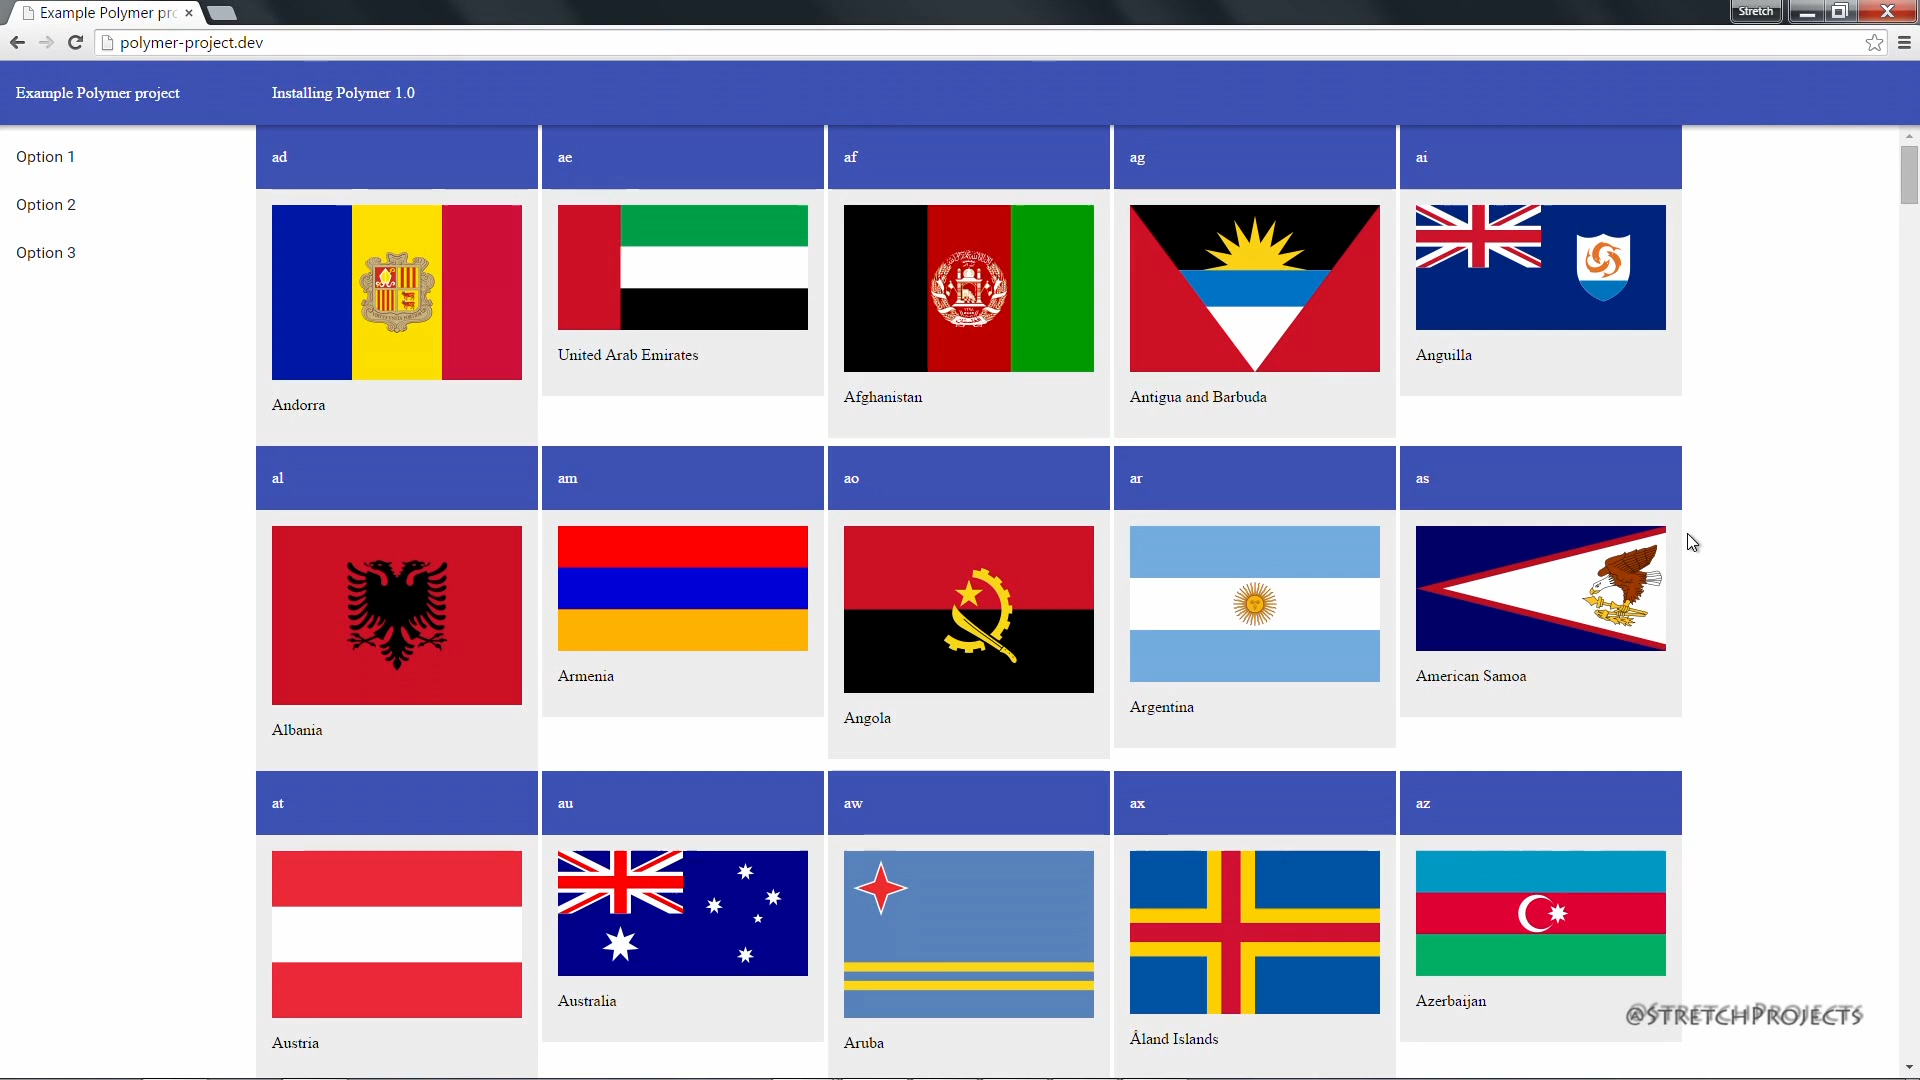 Example Polymer pro
Stretch
polymer-project.dev
Example Polymer project
Installing Polymer 1.0
Option 1
Option 2
Option 3
ad
ae
af
ag
ai
Andorra
United Arab Emirates
Afghanistan
Antigua and Barbuda
Anguilla
al
am
ao
ar
as
Albania
Armenia
Angola
Argentina
American Samoa
at
au
aw
ax
az
Austria
Australia
Aruba
Åland Islands
Azerbaijan
@StretchProjects